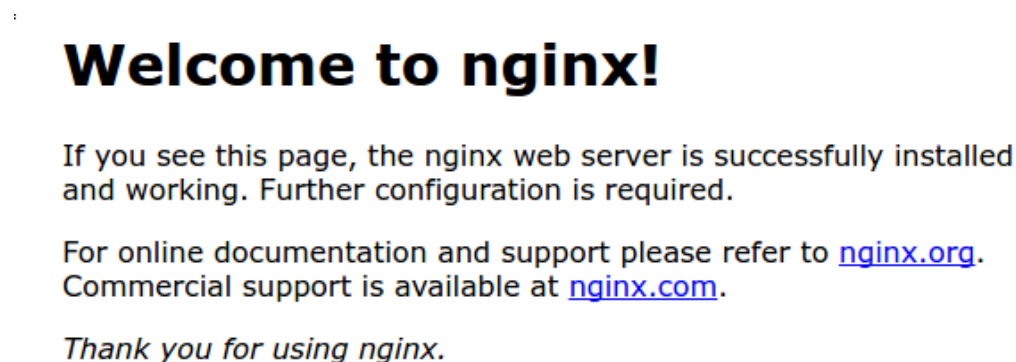 Welcome to nginx!
If you see this page, the nginx web server is successfully installed
and working. Further configuration is required.
For online documentation and support please refer to nginx.org.
Commercial support is available at nginx.com.
Thank you for using nginx.